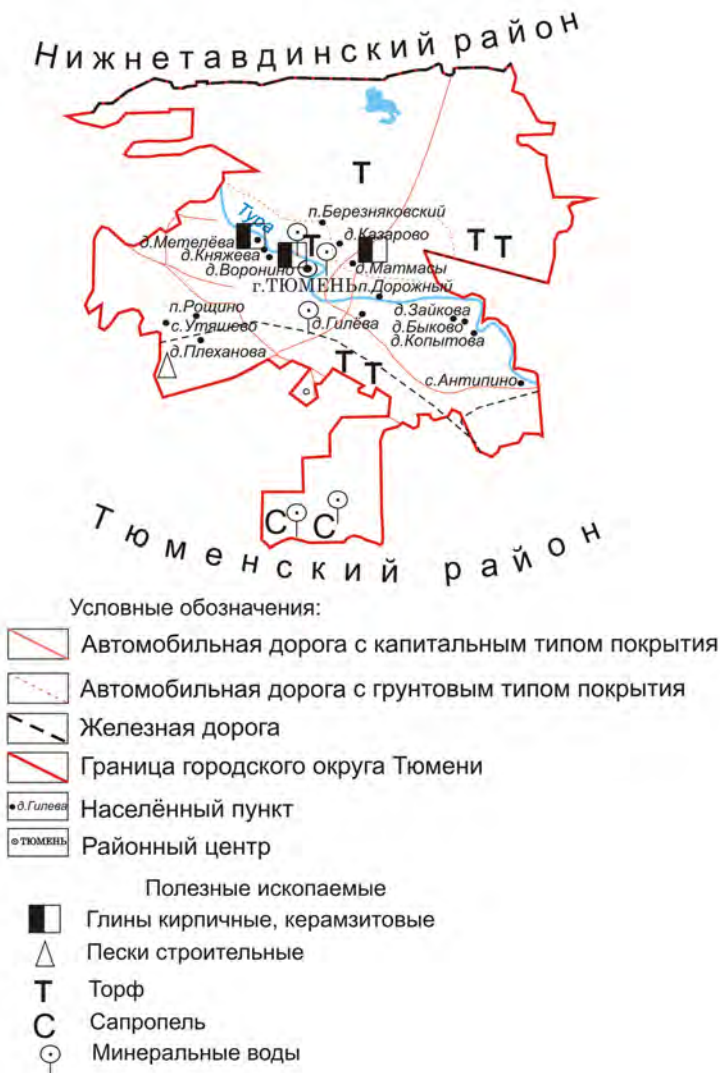 Нижнетавдинский район
Т
Тура
п.Березняковский
Т
д.Казарово
Т Т
д.Метелёва
д.Княжева
д.Воронино
д.Матмасы
г.ТЮМЕНЬ
п.Дорожный
п.Рощино
д.Зайкова
с.Утяшево
д.Гилёва
д.Быково
д.Плеханова
д.Копытова
Т Т
с.Антипино
С С
Тюменский район
Условные обозначения:
Автомобильная дорога с капитальным типом покрытия
Автомобильная дорога с грунтовым типом покрытия
Железная дорога
Граница городского округа Тюмени
д.Гилева Населённый пункт
ТЮМЕНЬ Районный центр
Полезные ископаемые
Глины кирпичные, керамзитовые
Пески строительные
Т Торф
С Сапропель
Минеральные воды